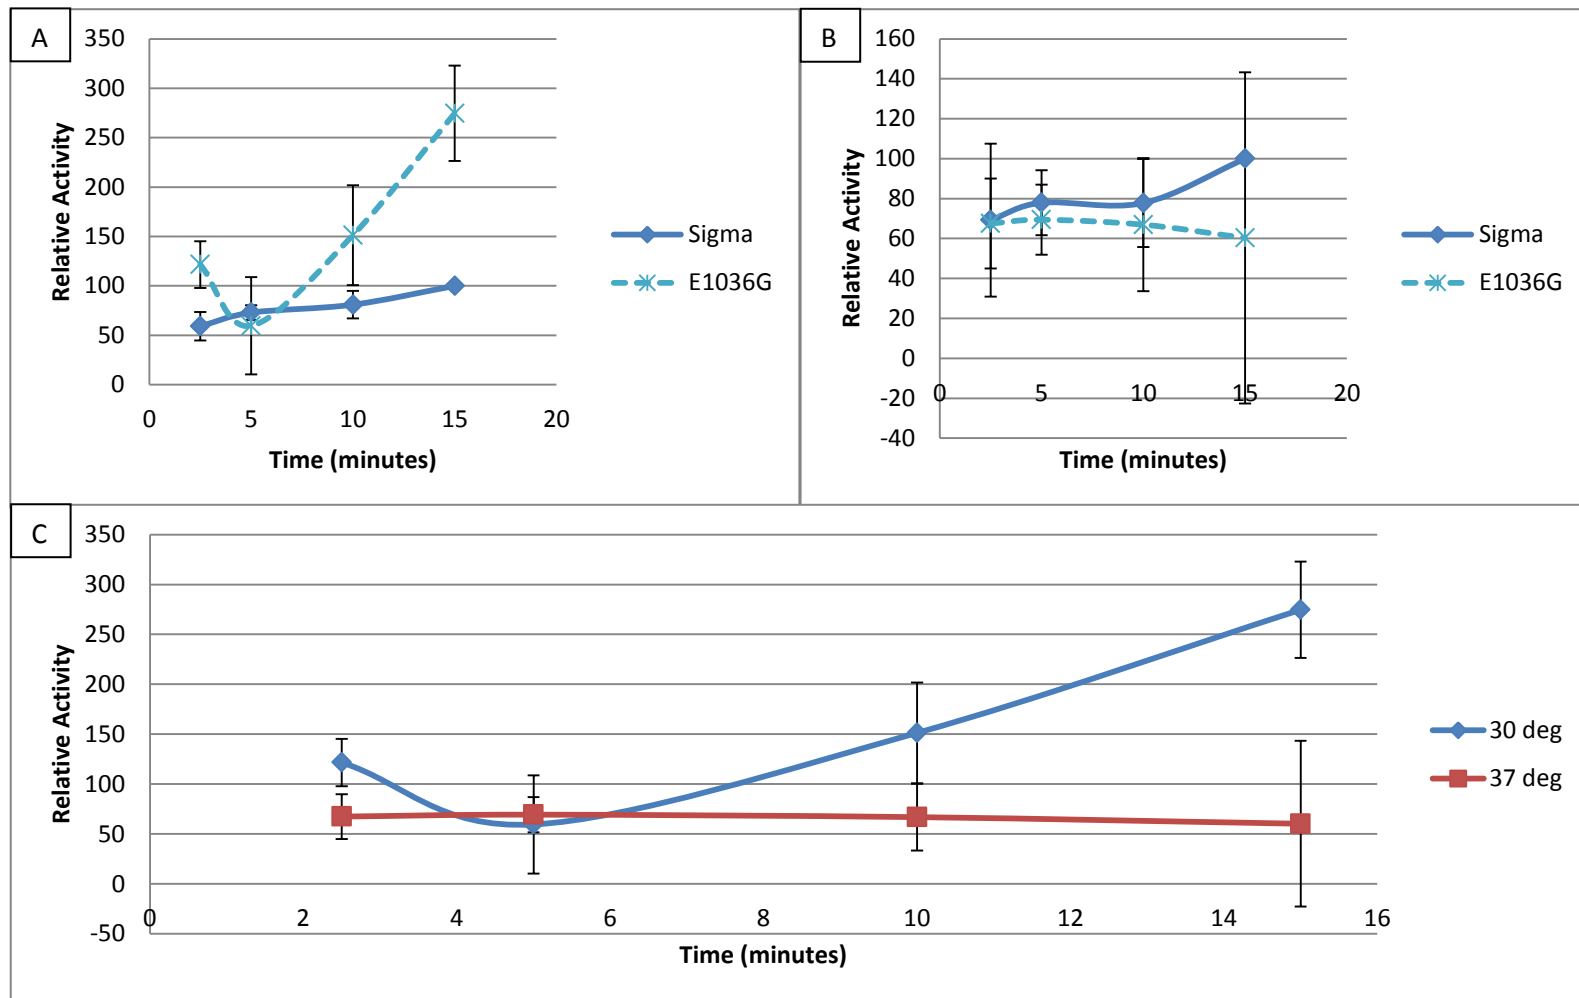 A
350
300
250
200
150
100
50
0
0 5 10 15 20
Relative Activity
Time (minutes)
Sigma
E1036G
B
160
140
120
100
80
60
40
20
0
-20
-40
0 5 10 15 20
Relative Activity
Time (minutes)
Sigma
E1036G
C
350
300
250
200
150
100
50
0
-50
0 2 4 6 8 10 12 14 16
Relative Activity
Time (minutes)
30 deg
37 deg